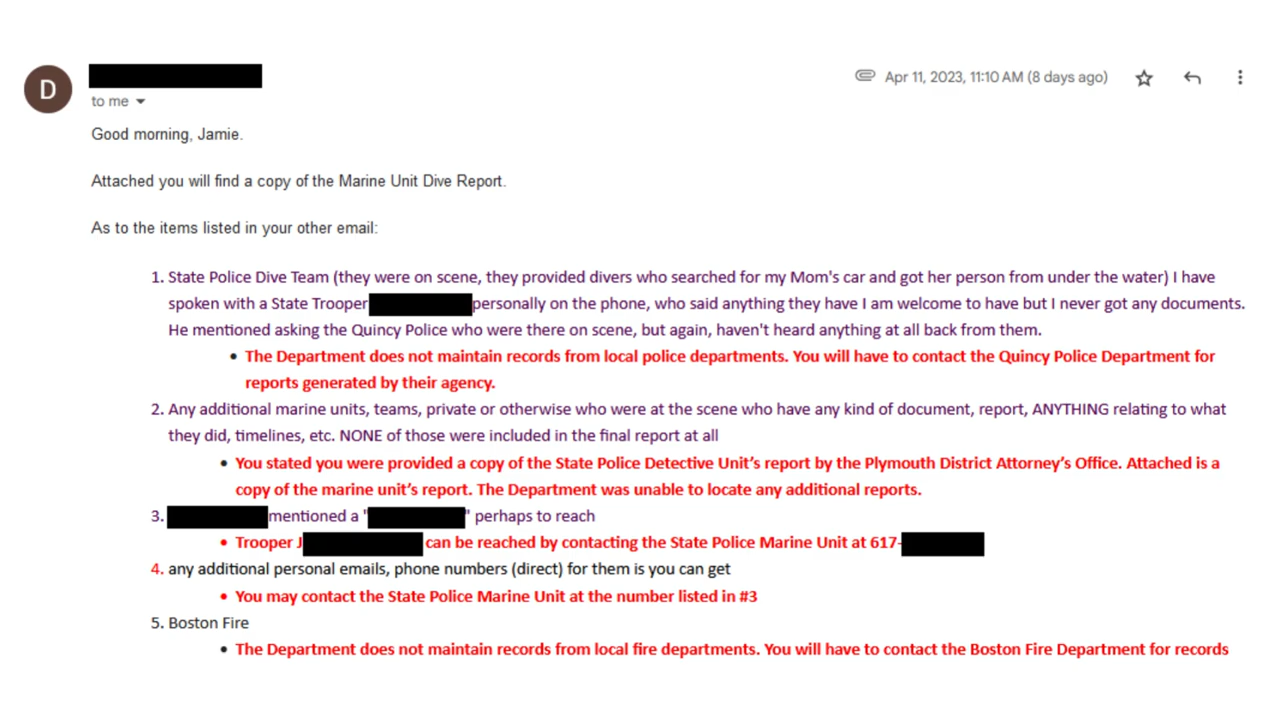 D
Apr 11, 2023, 11:10 AM (8 days ago)
to me
Good morning, Jamie.
Attached you will find a copy of the Marine Unit Dive Report.
As to the items listed in your other email:
1. State Police Dive Team (they were on scene, they provided divers who searched for my Mom's car and got her person from under the water) I have
spoken with a State Trooper personally on the phone, who said anything they have I am welcome to have but I never got any documents.
He mentioned asking the Quincy Police who were there on scene, but again, haven't heard anything at all back from them.
• The Department does not maintain records from local police departments. You will have to contact the Quincy Police Department for
reports generated by their agency.
2. Any additional marine units, teams, private or otherwise who were at the scene who have any kind of document, report, ANYTHING relating to what
they did, timelines, etc. NONE of those were included in the final report at all
• You stated you were provided a copy of the State Police Detective Unit’s report by the Plymouth District Attorney’s Office. Attached is a
copy of the marine unit’s report. The Department was unable to locate any additional reports.
3. mentioned a " " perhaps to reach
• Trooper J can be reached by contacting the State Police Marine Unit at 617-
4. any additional personal emails, phone numbers (direct) for them is you can get
• You may contact the State Police Marine Unit at the number listed in #3
5. Boston Fire
• The Department does not maintain records from local fire departments. You will have to contact the Boston Fire Department for records